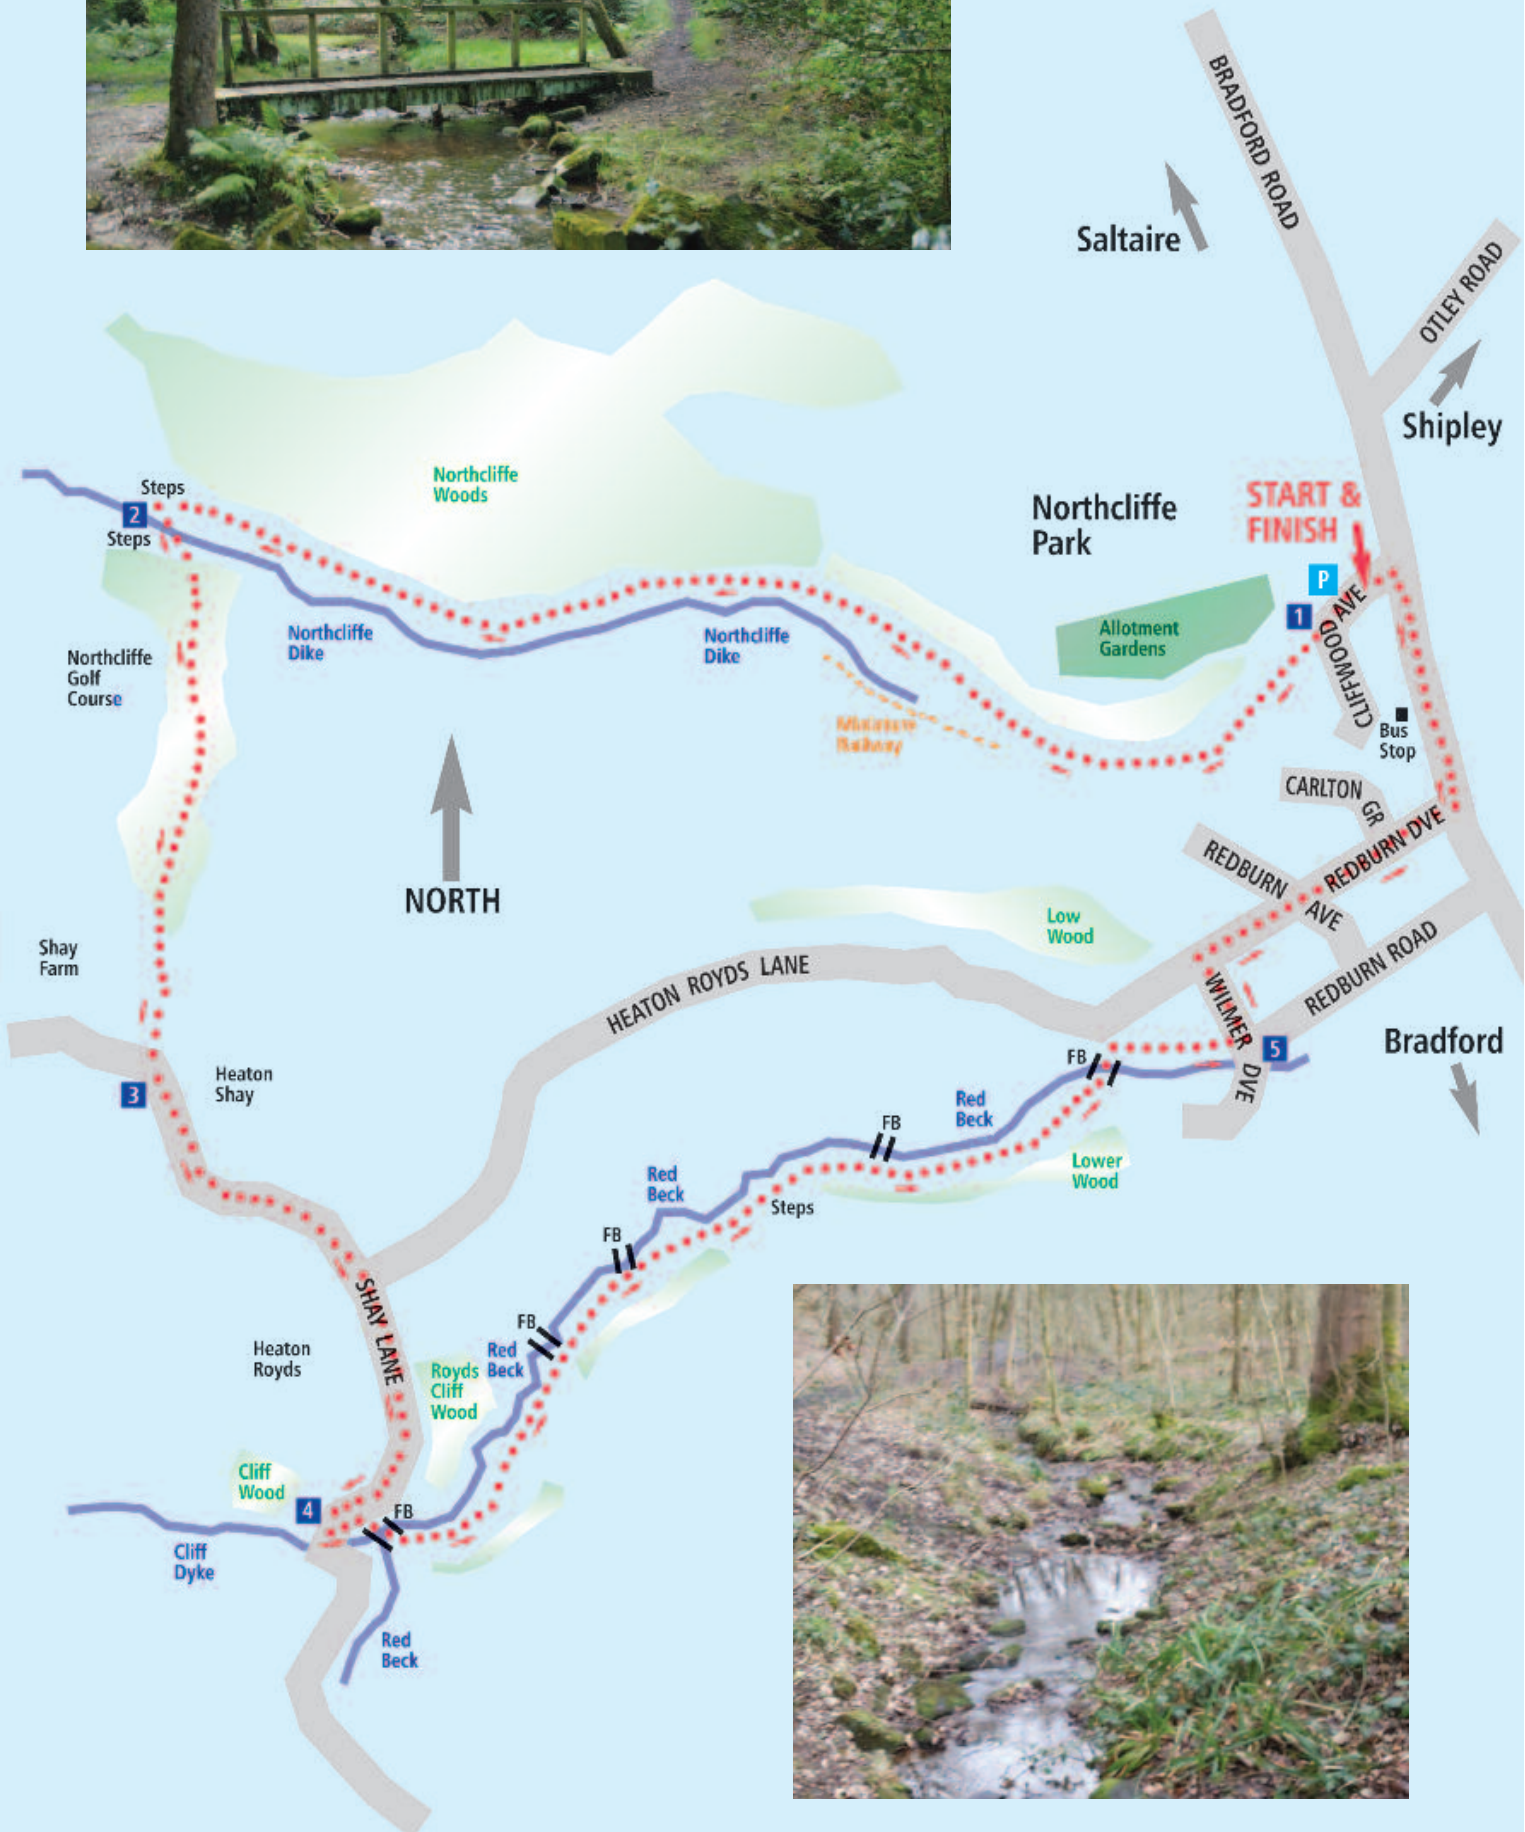 BRADFORD ROAD
Saltaire
OTLEY ROAD
Shipley
START &
FINISH
Northcliffe
Park
P
1
CLIFFWOOD AVE
Allotment
Gardens
Northcliffe
Woods
Steps
2
Steps
Northcliffe
Dike
Northcliffe
Dike
Northcliffe
Golf
Course
Miniature
Railway
Bus
Stop
CARLTON GR
REDBURN DVE
REDBURN AVE
NORTH
Low
Wood
Shay
Farm
HEATON ROYDS LANE
WILMER DVE
REDBURN ROAD
Bradford
5
FB
3
Heaton
Shay
Red
Beck
FB
Lower
Wood
Red
Beck
Steps
FB
SHAY LANE
FB
Red
Beck
Heaton
Royds
Royds
Cliff
Wood
Cliff
Wood
4
FB
Cliff
Dyke
Red
Beck